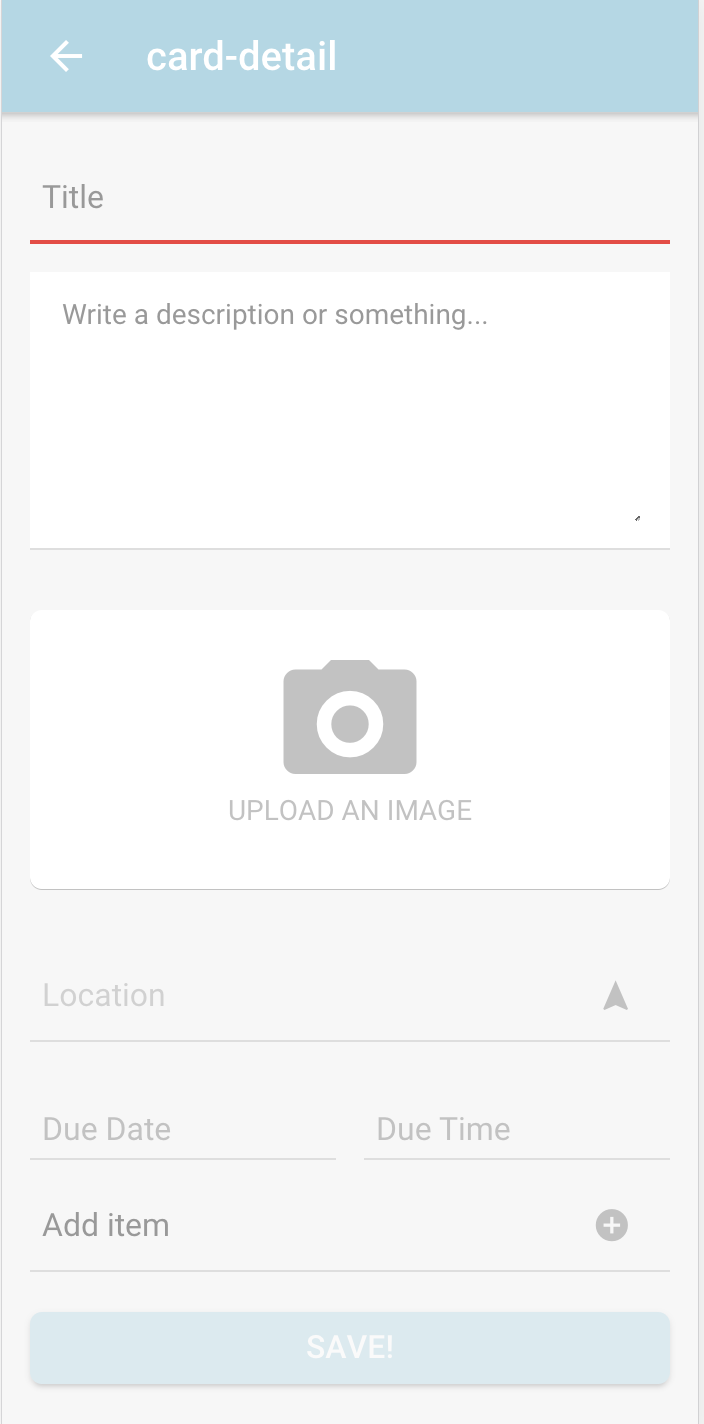 card-detail
Title
Write a description or something...
UPLOAD AN IMAGE
Location
Due Date
Due Time
Add item
SAVE!